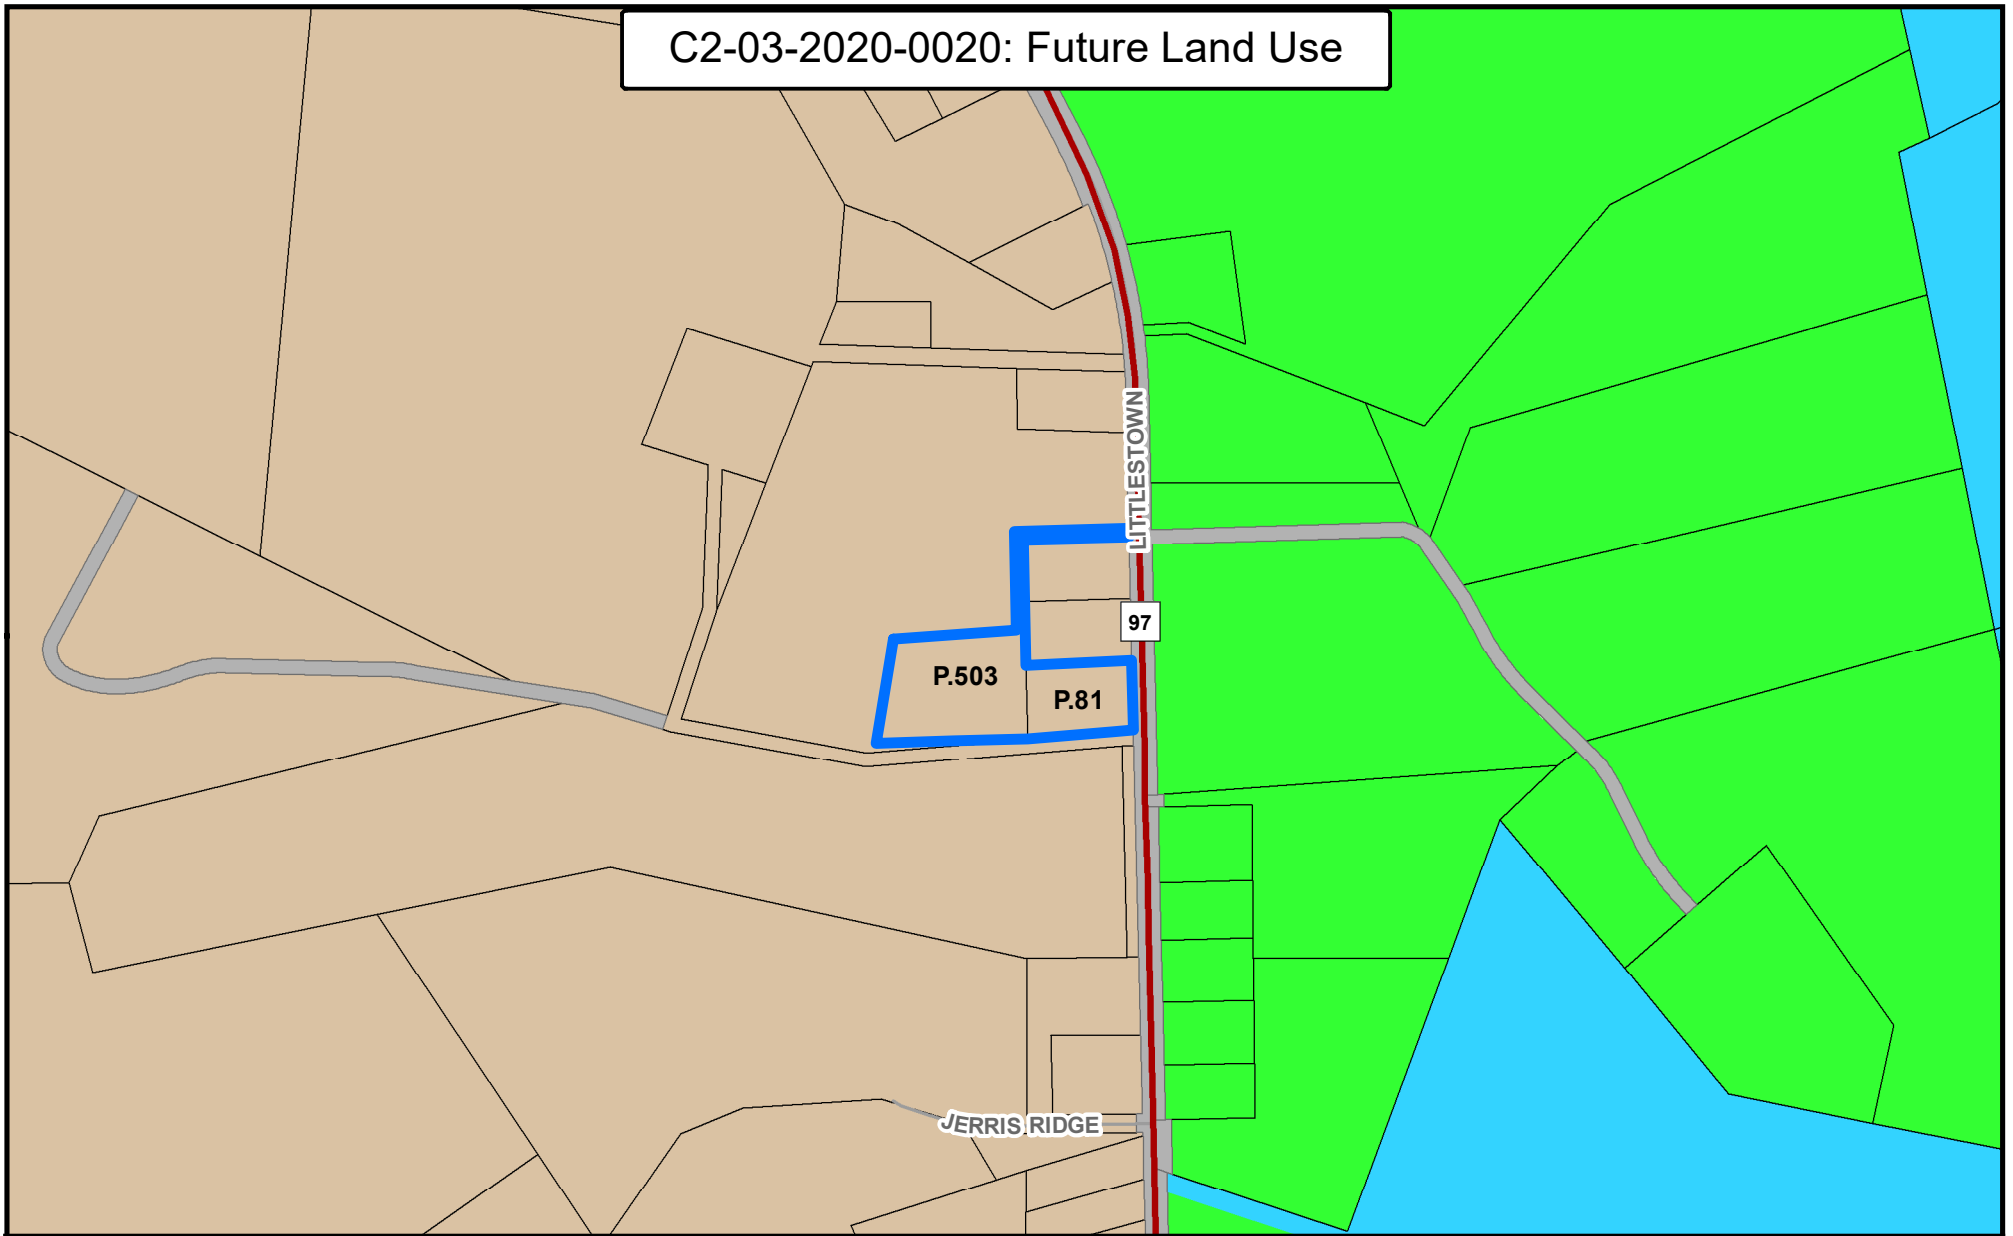 C2-03-2020-0020: Future Land Use
LITTLESTOWN
97
P.503
P.81
JERRIS RIDGE